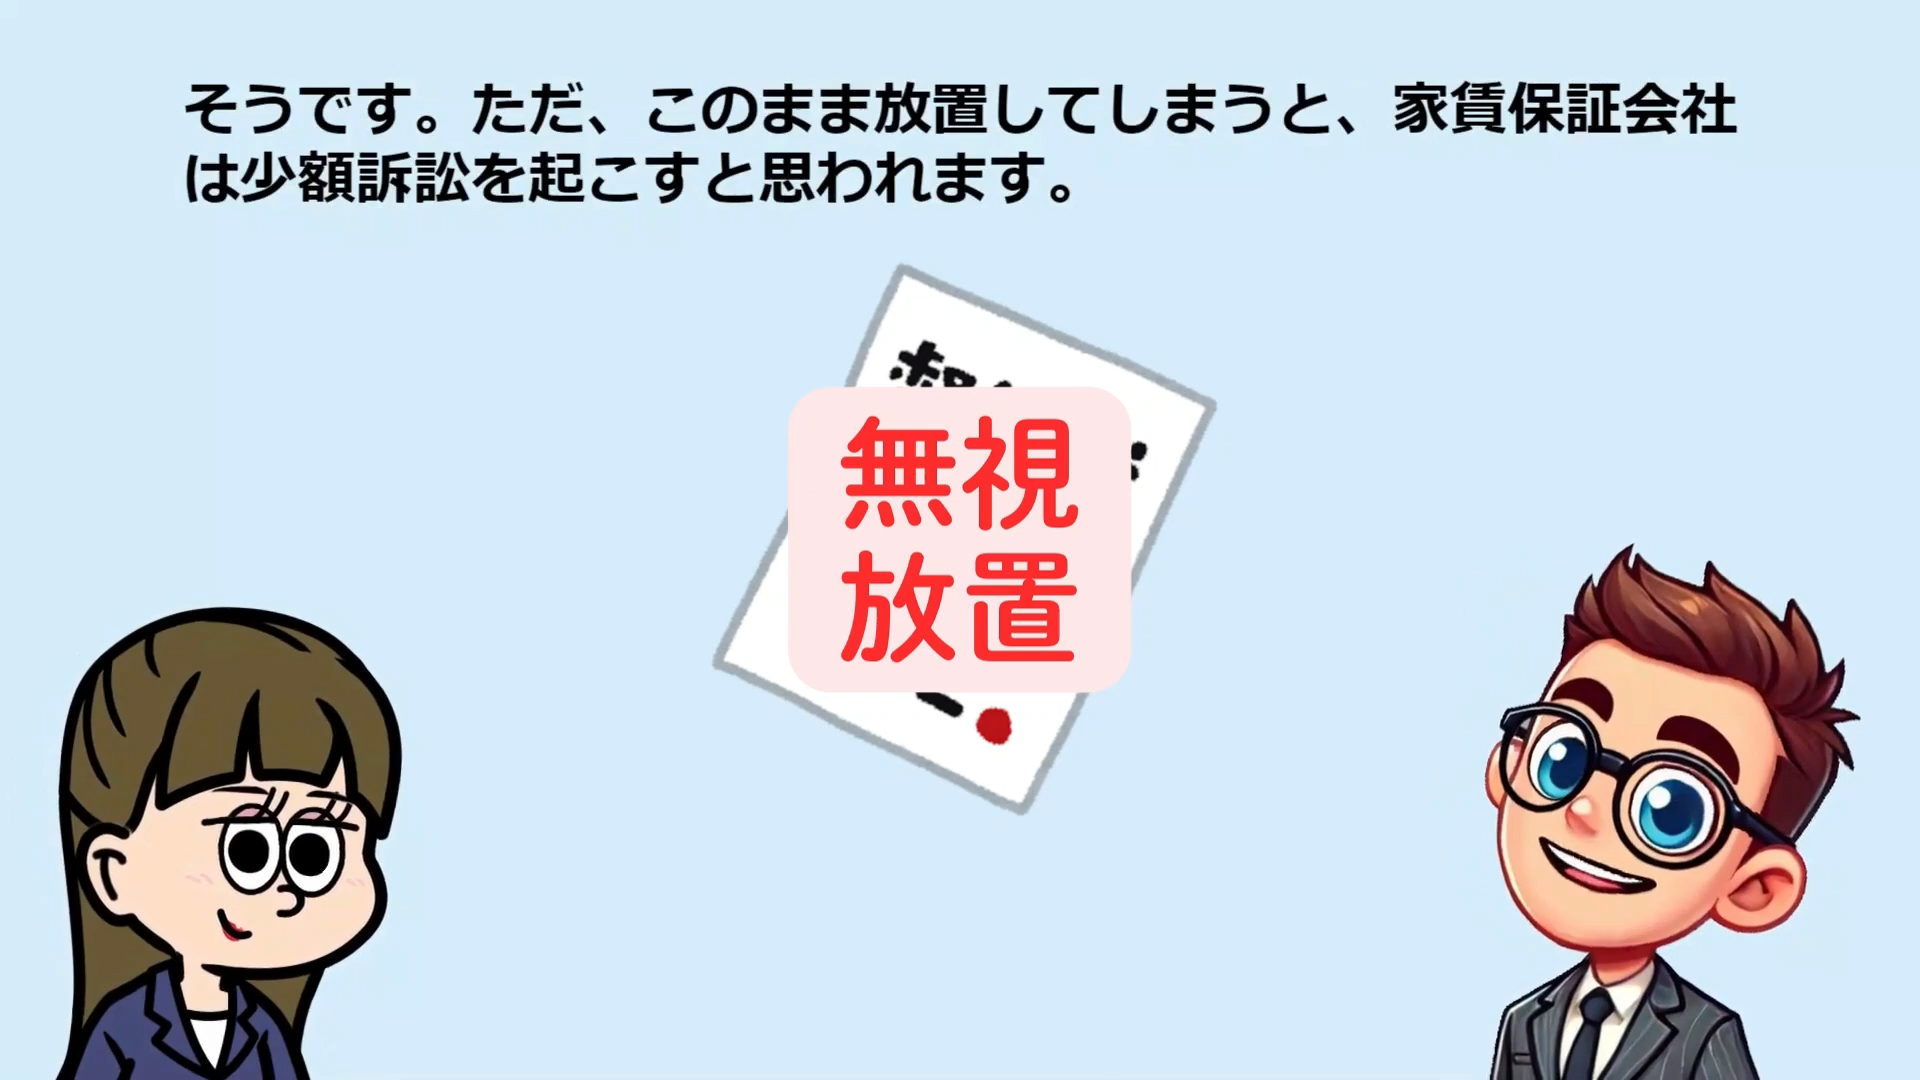 そうです。ただ、このまま放置してしまうと、家賃保証会社
は少額訴訟を起こすと思われます。
無視
放置